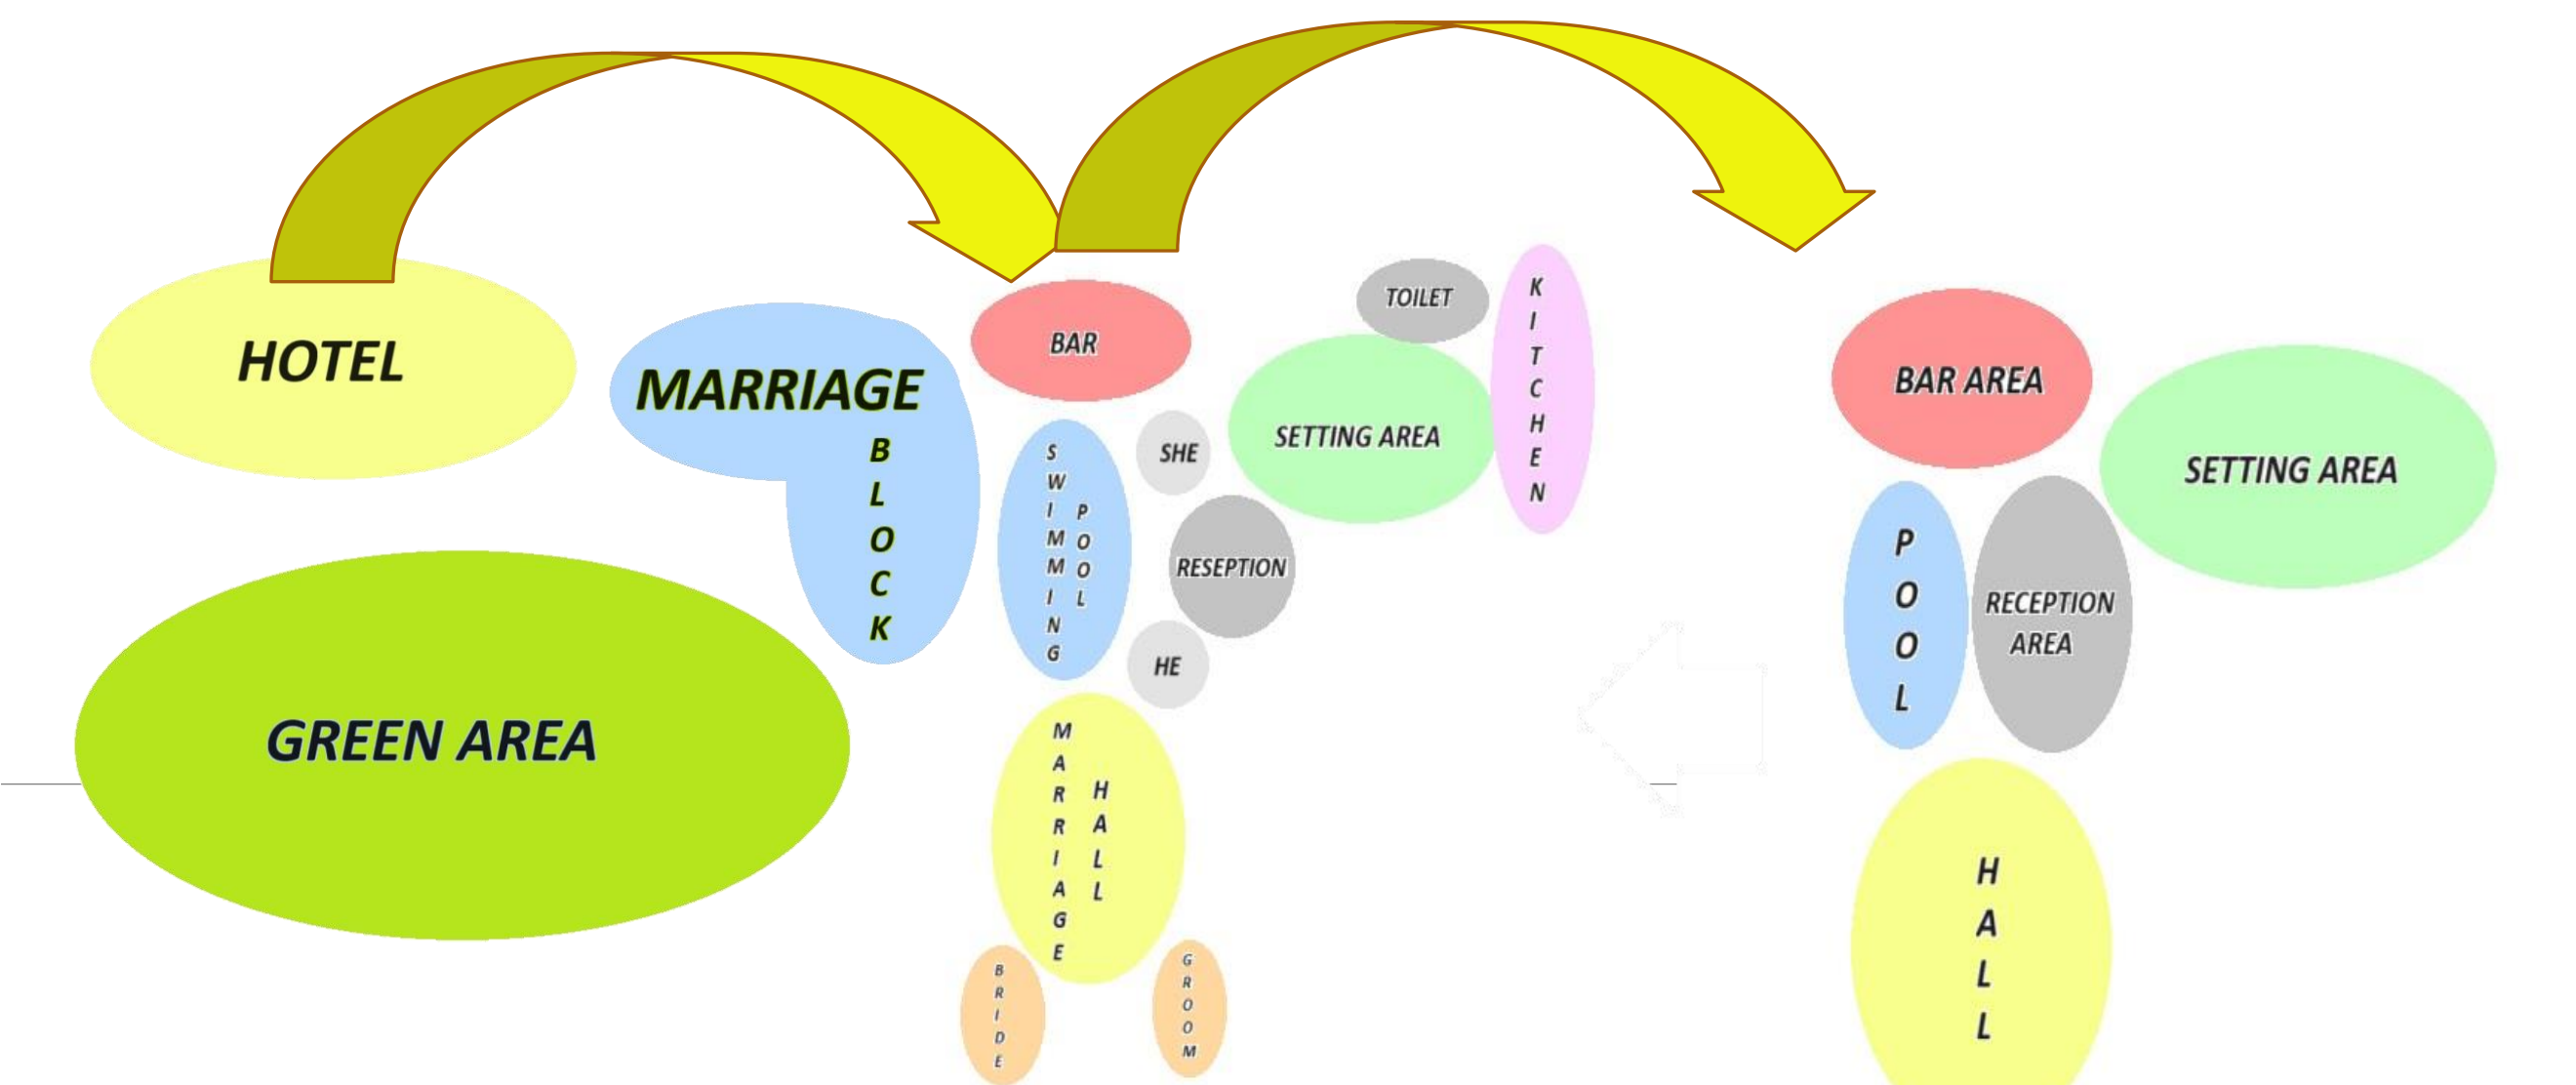 HOTEL
MARRIAGE
BLOCK
GREEN AREA
BAR
SWIMMING
POOL
SHE
RESEPTION
HE
TOILET
SETTING AREA
KITCHEN
MARRIAGE
HALL
BRIDE
GROOM
BAR AREA
SETTING AREA
POOL
RECEPTION
AREA
HALL